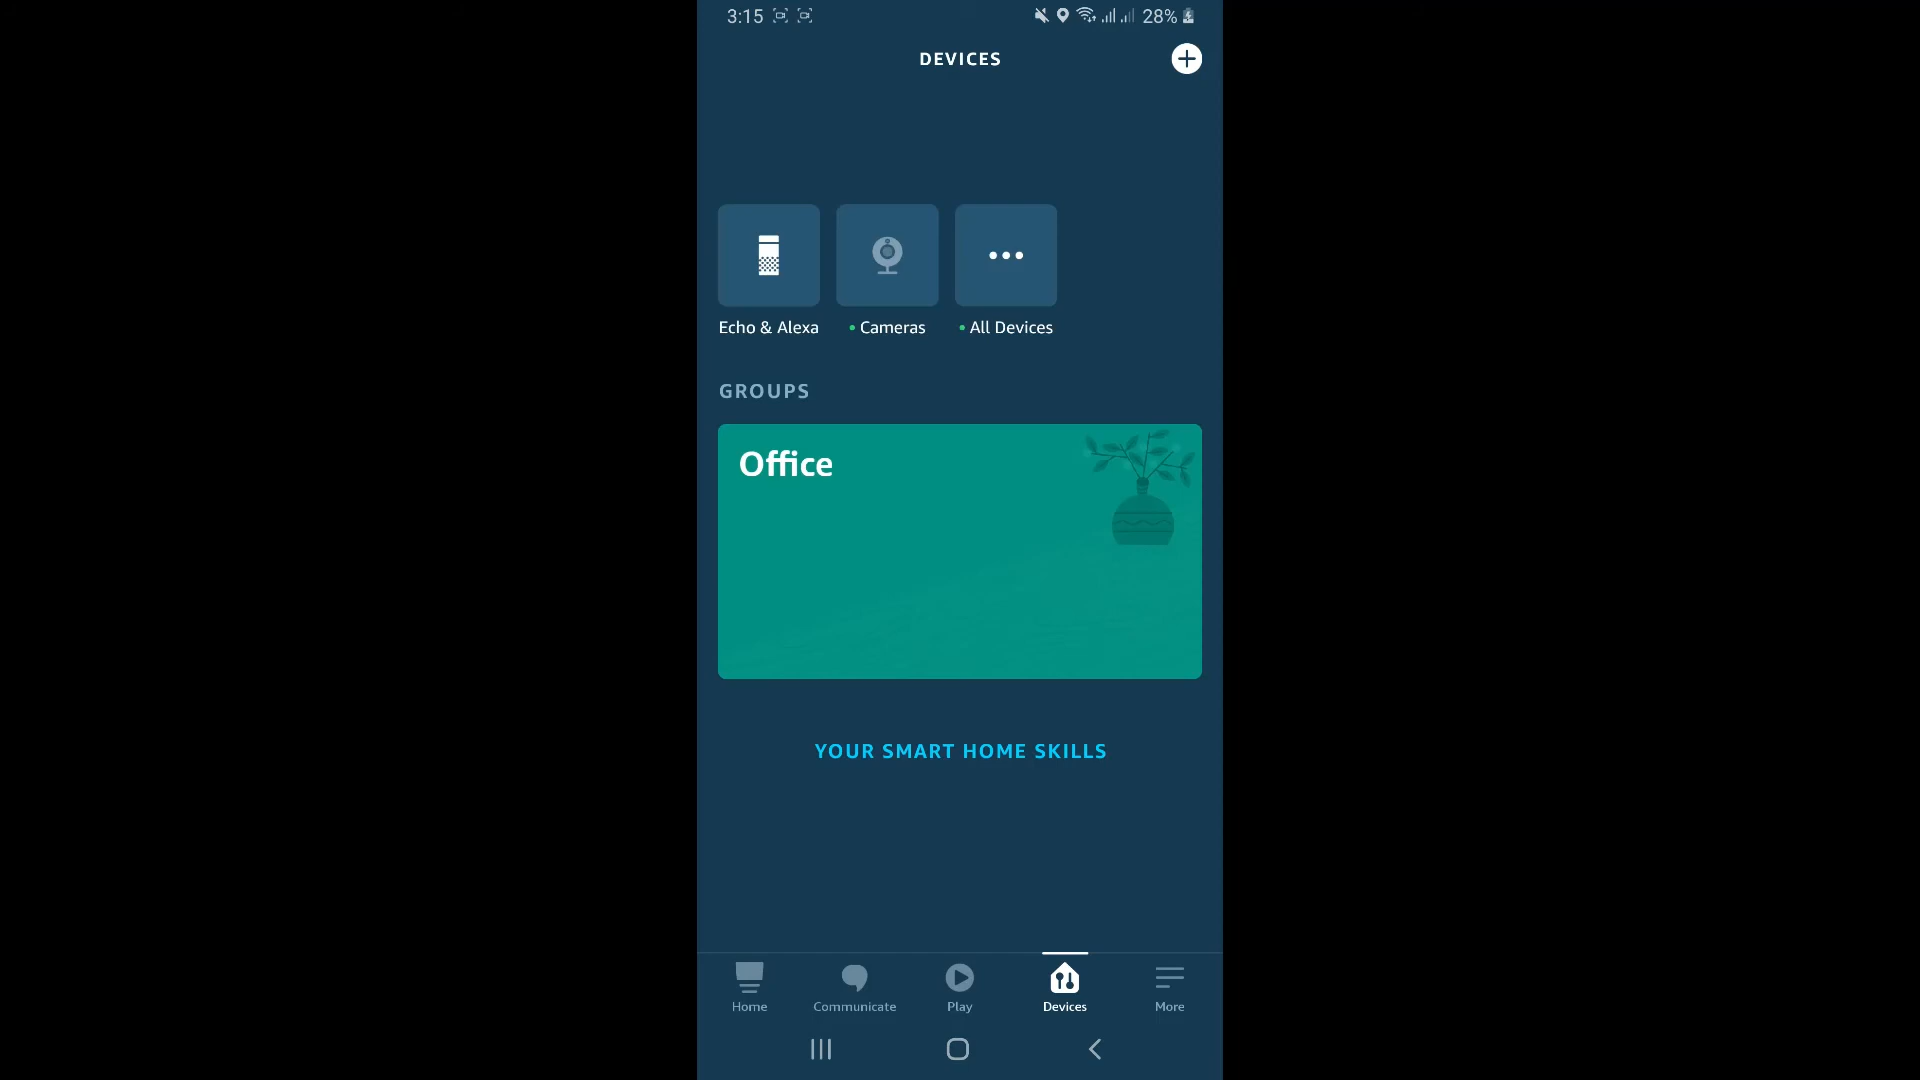 3:15 28%
DEVICES
Echo & Alexa
Cameras
All Devices
GROUPS
Office
YOUR SMART HOME SKILLS
Home
Communicate
Play
Devices
More